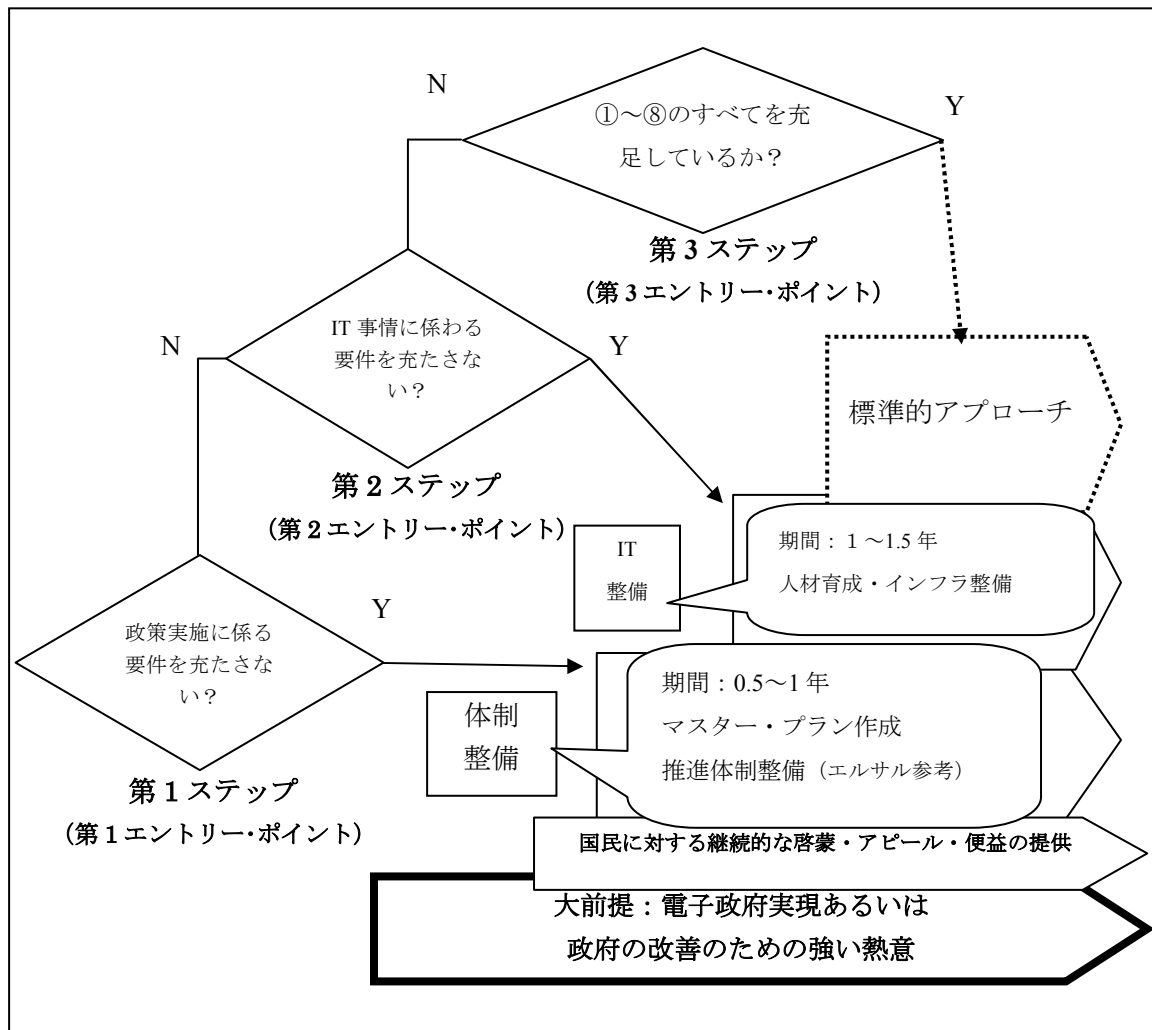 N
①～⑧のすべてを充
足しているか？
Y
第 3 ステップ
（第 3 エントリー・ポイント）
N
IT 事情に係わる
要件を充たさな
い？
Y
標準的アプローチ
第 2 ステップ
（第 2 エントリー・ポイント）
IT
整備
期間：１～1.5 年
人材育成・インフラ整備
政策実施に係る
要件を充たさな
い？
Y
体制
整備
期間：0.5～1 年
マスター・プラン作成
推進体制整備（エルサル参考）
第 1 ステップ
（第 1 エントリー・ポイント）
国民に対する継続的な啓蒙・アピール・便益の提供
大前提：電子政府実現あるいは
政府の改善のための強い熱意